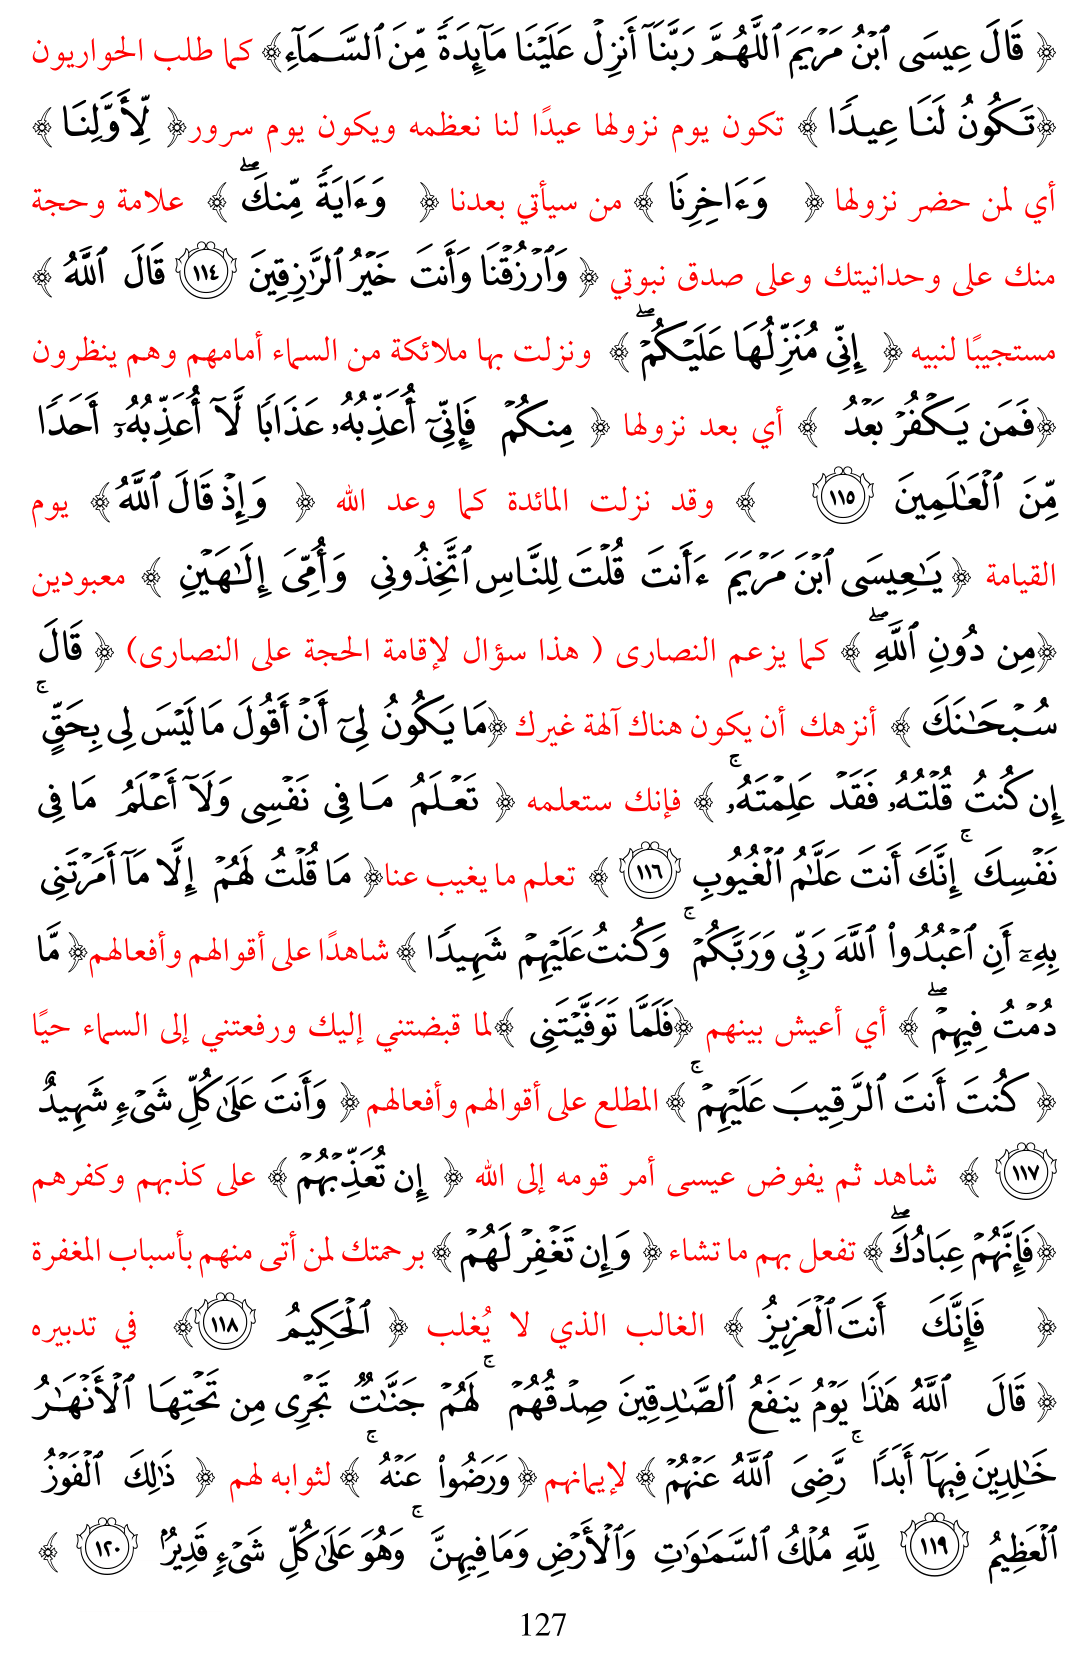 ﴿ قَالَ عِيسَى ٱبْنُ مَرْيَمَ ٱللَّهُمَّ رَبَّنَآ أَنزِلْ عَلَيْنَا مَآئِدَةً مِّنَ ٱلسَّمَآءِ﴾ كما طلب الحواريون
﴿تَكُونُ لَنَا عِيدًا ﴾ تكون يوم نزولها عيدًا لنا نعظمه ويكون يوم سرور﴿ لِّأَوَّلِنَا ﴾
أي لمن حضر نزولها ﴿ وَءَاخِرِنَا ﴾ من سيأتي بعدنا ﴿ وَءَايَةً مِّنكَۖ ﴾ علامة وحجة
منك على وحدانيتك وعلى صدق نبوتي ﴿ وَٱرْزُقْنَا وَأَنتَ خَيْرُ ٱلرَّٰزِقِينَ ١١٤ قَالَ ٱللَّهُ ﴾
مستجيبًا لنبيه ﴿ إِنِّى مُنَزِّلُهَا عَلَيْكُمْۖ ﴾ ونزلت بها ملائكة من السماء أمامهم وهم ينظرون
﴿فَمَن يَكْفُرْ بَعْدُ ﴾ أي بعد نزولها ﴿ مِنكُمْ فَإِنِّىٓ أُعَذِّبُهُۥ عَذَابًا لَّآ أُعَذِّبُهُۥٓ أَحَدًا
مِّنَ ٱلْعَٰلَمِينَ ١١٥ ﴾ وقد نزلت المائدة كما وعد الله ﴿ وَإِذْ قَالَ ٱللَّهُ ﴾ يوم
القيامة ﴿ يَٰعِيسَى ٱبْنَ مَرْيَمَ ءَأَنتَ قُلْتَ لِلنَّاسِ ٱتَّخِذُونِى وَأُمِّىَ إِلَٰهَيْنِ ﴾ معبودين
﴿مِن دُونِ ٱللَّهِۖ ﴾ كما يزعم النصارى ( هذا سؤال لإقامة الحجة على النصارى) ﴿ قَالَ
سُبْحَٰنَكَ ﴾ أنزهك أن يكون هناك آلهة غيرك ﴿مَا يَكُونُ لِىٓ أَنْ أَقُولَ مَا لَيْسَ لِى بِحَقٍّۚ
إِن كُنتُ قُلْتُهُۥ فَقَدْ عَلِمْتَهُۥۚ ﴾ فإنك ستعلمه ﴿ تَعْلَمُ مَا فِى نَفْسِى وَلَآ أَعْلَمُ مَا فِى
نَفْسِكَۚ إِنَّكَ أَنتَ عَلَّٰمُ ٱلْغُيُوبِ ١١٦ ﴾ تعلم ما يغيب عنا﴿ مَا قُلْتُ لَهُمْ إِلَّا مَآ أَمَرْتَنِى
بِهِۦٓ أَنِ ٱعْبُدُوا۟ ٱللَّهَ رَبِّى وَرَبَّكُمْۚ وَكُنتُ عَلَيْهِمْ شَهِيدًا ﴾ شاهدًا على أقوالهم وأفعالهم﴿ مَّا
دُمْتُ فِيهِمْۖ ﴾ أي أعيش بينهم ﴿فَلَمَّا تَوَفَّيْتَنِى ﴾لما قبضتني إليك ورفعتني إلى السماء حيًا
﴿ كُنتَ أَنتَ ٱلرَّقِيبَ عَلَيْهِمْۚ ﴾ المطلع على أقوالهم وأفعالهم ﴿ وَأَنتَ عَلَىٰ كُلِّ شَىْءٍ شَهِيدٌ
١١٧ ﴾ شاهد ثم يفوض عيسى أمر قومه إلى الله ﴿ إِن تُعَذِّبْهُمْ ﴾ على كذبهم وكفرهم
﴿فَإِنَّهُمْ عِبَادُكَۖ ﴾ تفعل بهم ما تشاء ﴿ وَإِن تَغْفِرْ لَهُمْ ﴾ برحمتك لمن أتى منهم بأسباب المغفرة
﴿ فَإِنَّكَ أَنتَ ٱلْعَزِيزُ ﴾ الغالب الذي لا يُغلب ﴿ ٱلْحَكِيمُ ١١٨ ﴾ في تدبيره
﴿ قَالَ ٱللَّهُ هَٰذَا يَوْمُ يَنفَعُ ٱلصَّٰدِقِينَ صِدْقُهُمْۚ لَهُمْ جَنَّٰتٌ تَجْرِى مِن تَحْتِهَا ٱلْأَنْهَٰرُ
خَٰلِدِينَ فِيهَآ أَبَدًاۚ رَّضِىَ ٱللَّهُ عَنْهُمْ ﴾ لإيمانهم ﴿ وَرَضُوا۟ عَنْهُۚ ﴾ لثوابه لهم ﴿ ذَٰلِكَ ٱلْفَوْزُ
ٱلْعَظِيمُ ١١٩ لِلَّهِ مُلْكُ ٱلسَّمَٰوَٰتِ وَٱلْأَرْضِ وَمَا فِيهِنَّۚ وَهُوَ عَلَىٰ كُلِّ شَىْءٍ قَدِيرٌۢ ١٢٠ ﴾
127